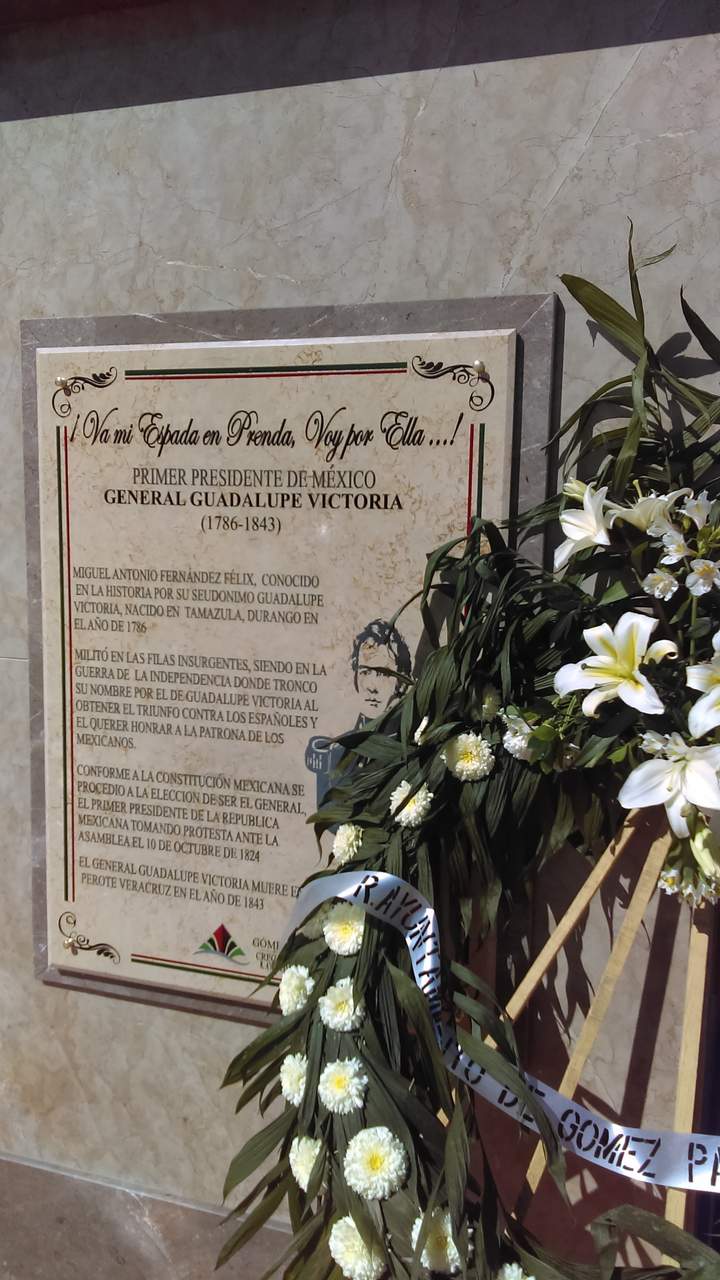 ¡Va mi Espada en Prenda, Voy por Ella...!
PRIMER PRESIDENTE DE MÉXICO
GENERAL GUADALUPE VICTORIA
(1786-1843)
MIGUEL ANTONIO FERNÁNDEZ FÉLIX, CONOCIDO
EN LA HISTORIA POR SU SEUDONIMO GUADALUPE
VICTORIA, NACIDO EN TAMAZULA, DURANGO EN
EL AÑO DE 1786
MILITÓ EN LAS FILAS INSURGENTES, SIENDO EN LA
GUERRA DE LA INDEPENDENCIA DONDE TRONCO
SU NOMBRE POR EL DE GUADALUPE VICTORIA AL
OBTENER EL TRIUNFO CONTRA LOS ESPAÑOLES Y
EL QUERER HONRAR A LA PATRONA DE LOS
MEXICANOS.
CONFORME A LA CONSTITUCIÓN MEXICANA SE
PROCEDIO A LA ELECCION DE SER EL GENERAL,
EL PRIMER PRESIDENTE DE LA REPUBLICA
MEXICANA TOMANDO PROTESTA ANTE LA
ASAMBLEA EL 10 DE OCTUBRE DE 1824
EL GENERAL GUADALUPE VICTORIA MUERE E
PEROTE VERACRUZ EN EL AÑO DE 1843
GÓM
R. AYUNTAMIENTO DE GOMEZ PA